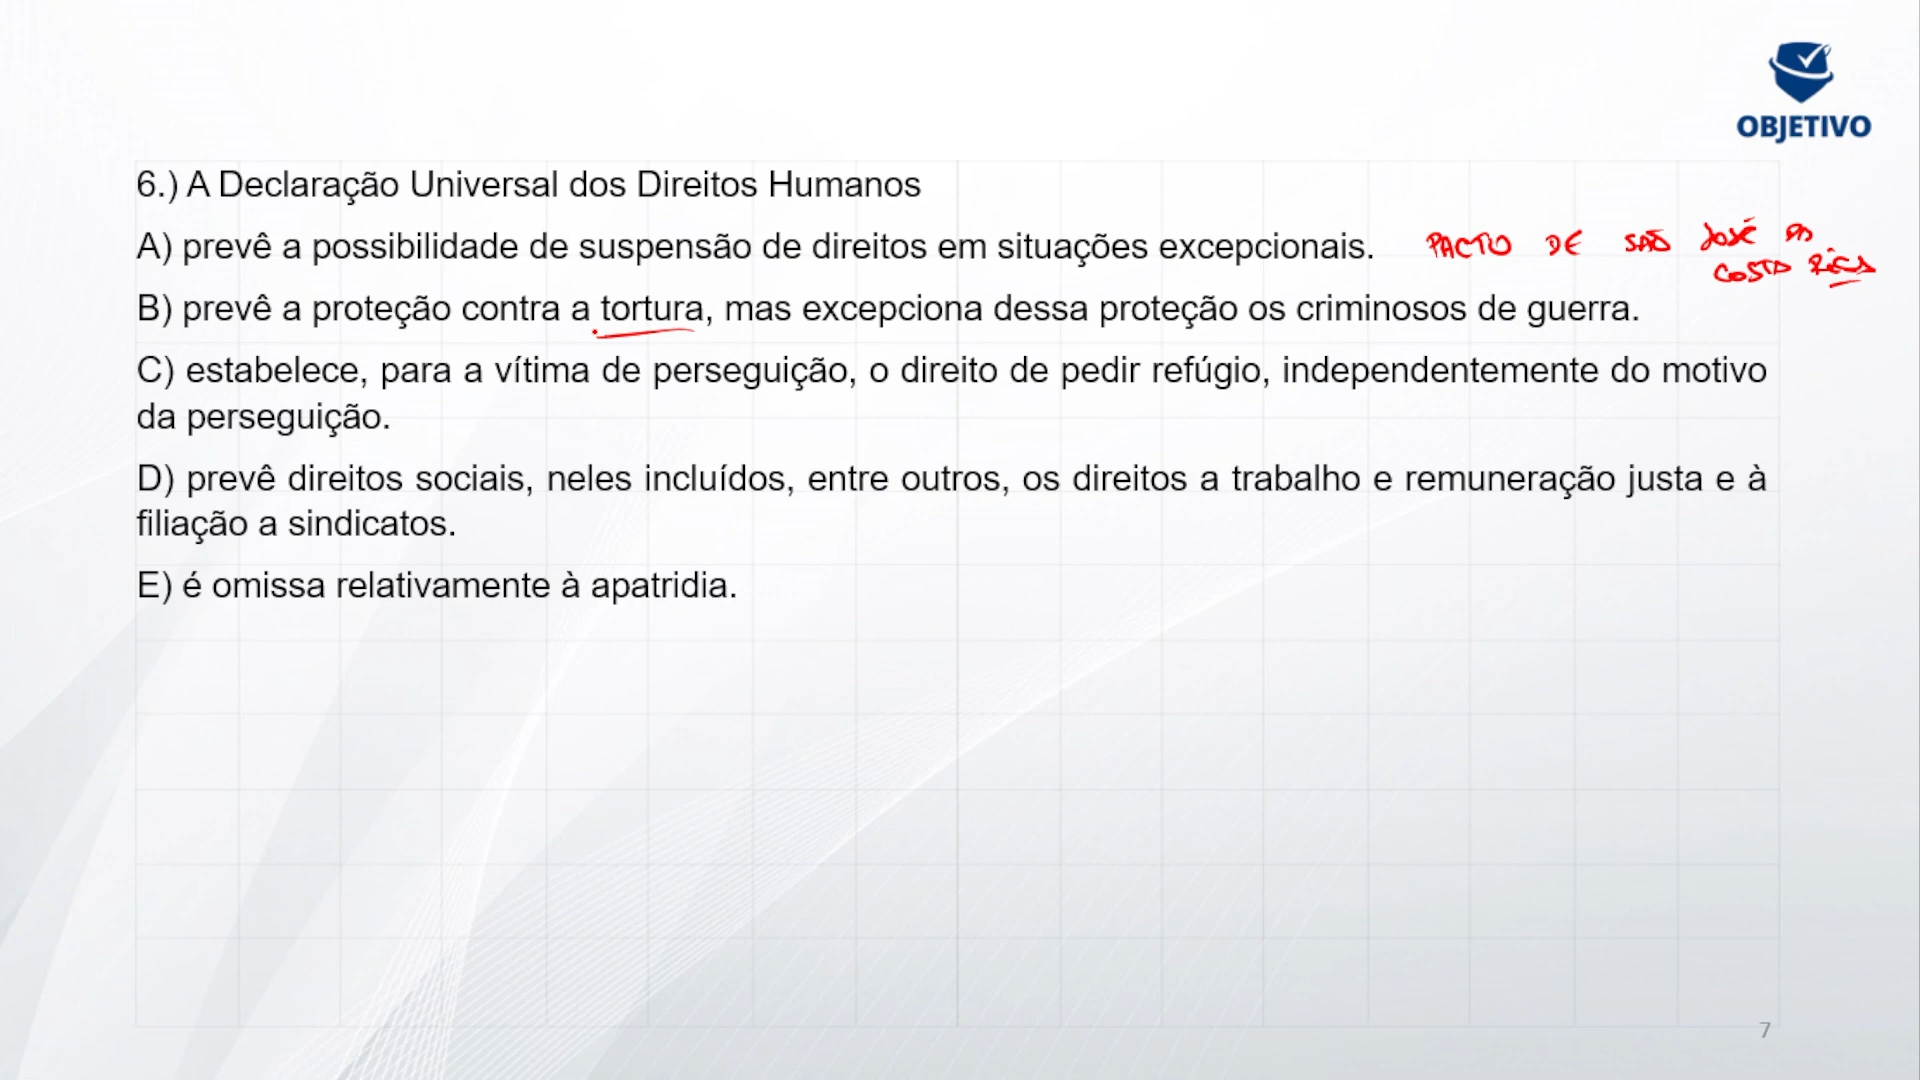 OBJETIVO
6.) A Declaração Universal dos Direitos Humanos
A) prevê a possibilidade de suspensão de direitos em situações excepcionais.
PACTO DE SÃO JOSÉ DA
COSTA RICA
B) prevê a proteção contra a tortura, mas excepciona dessa proteção os criminosos de guerra.
C) estabelece, para a vítima de perseguição, o direito de pedir refúgio, independentemente do motivo
da perseguição.
D) prevê direitos sociais, neles incluídos, entre outros, os direitos a trabalho e remuneração justa e à
filiação a sindicatos.
E) é omissa relativamente à apatridia.
7